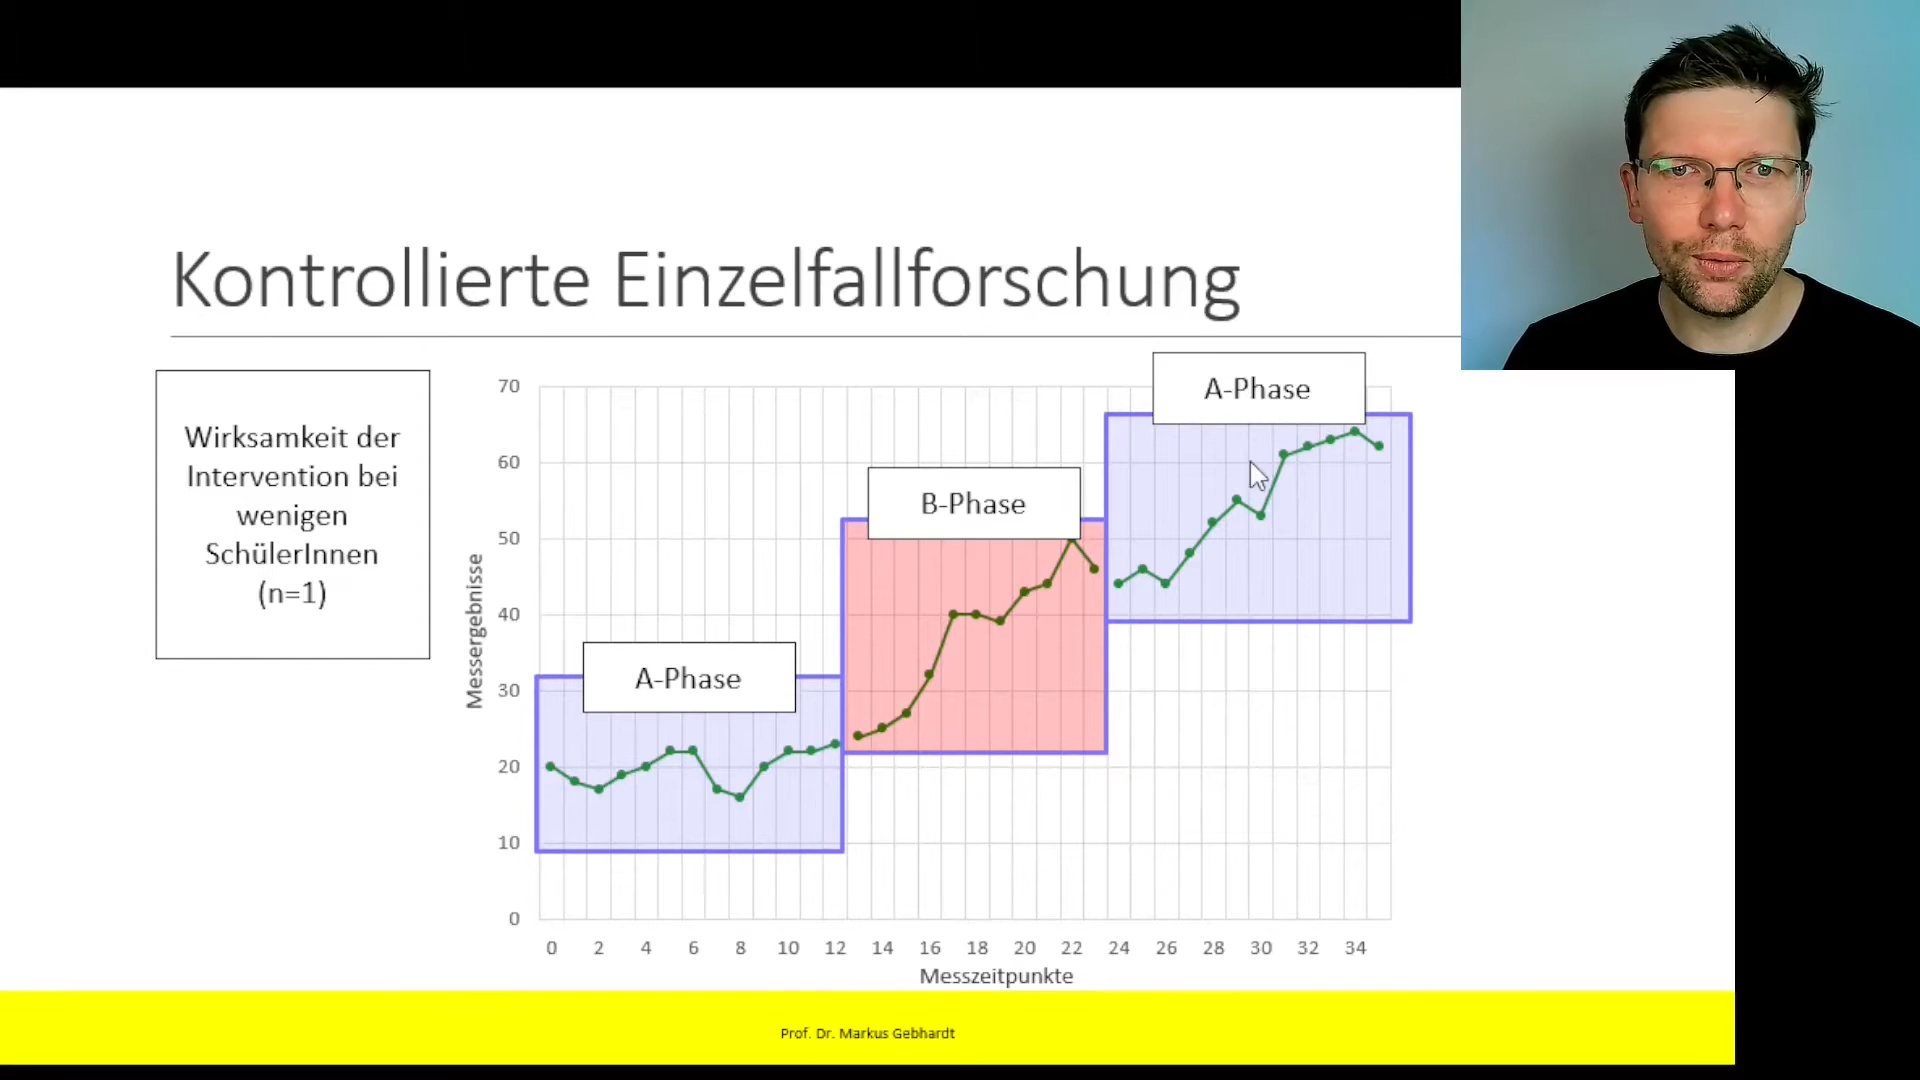 Kontrollierte Einzelfallforschung
Wirksamkeit der
Intervention bei
wenigen
SchülerInnen
(n=1)
A-Phase
B-Phase
A-Phase
Messergebnisse
70
60
50
40
30
20
10
0
0 2 4 6 8 10 12 14 16 18 20 22 24 26 28 30 32 34
Messzeitpunkte
Prof. Dr. Markus Gebhardt